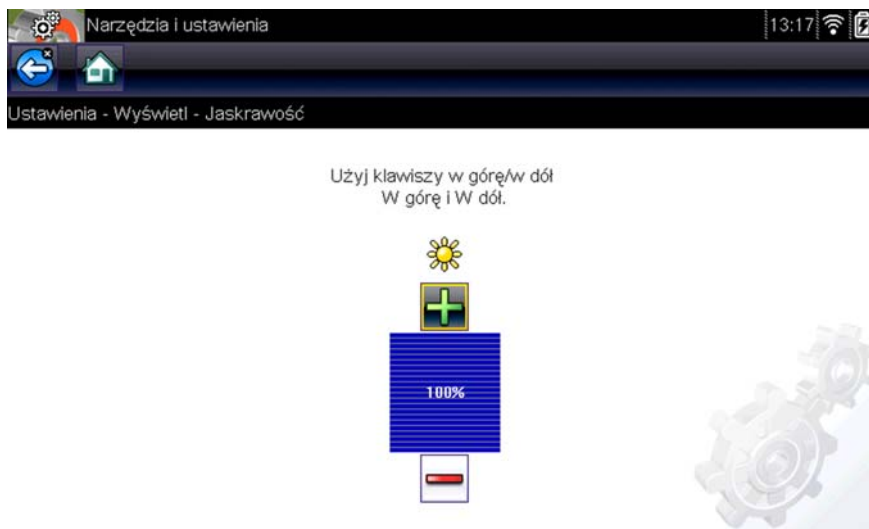 Narzędzia i ustawienia
13:17
Ustawienia - Wyświetl - Jaskrawość
Użyj klawiszy w górę/w dół
W górę i W dół.
100%